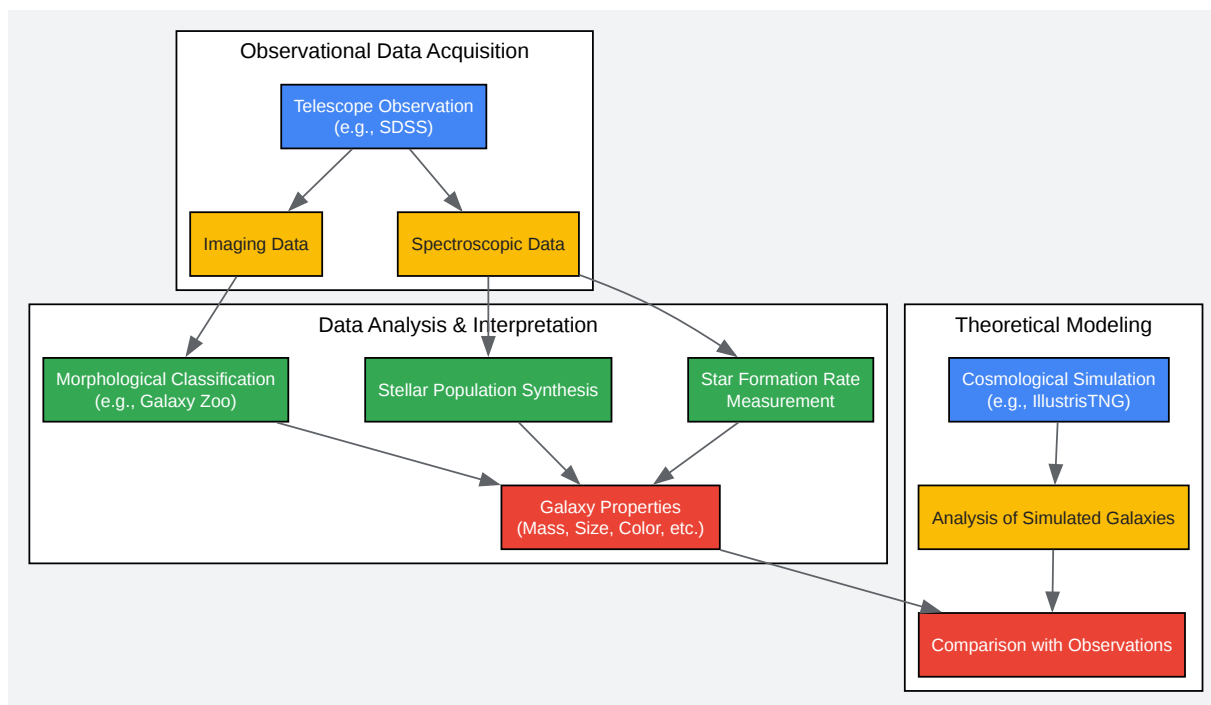 Observational Data Acquisition
Telescope Observation
(e.g., SDSS)
Imaging Data
Spectroscopic Data
Data Analysis & Interpretation
Morphological Classification
(e.g., Galaxy Zoo)
Stellar Population Synthesis
Star Formation Rate
Measurement
Galaxy Properties
(Mass, Size, Color, etc.)
Theoretical Modeling
Cosmological Simulation
(e.g., IllustrisTNG)
Analysis of Simulated Galaxies
Comparison with Observations